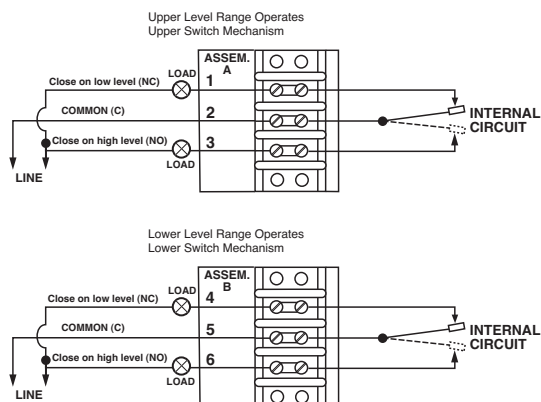 Upper Level Range Operates
Upper Switch Mechanism
ASSEM.
A
LOAD
Close on low level (NC)
1
COMMON (C)
2
INTERNAL
CIRCUIT
Close on high level (NO)
3
LOAD
LINE
Lower Level Range Operates
Lower Switch Mechanism
ASSEM.
B
LOAD
Close on low level (NC)
4
COMMON (C)
5
INTERNAL
CIRCUIT
Close on high level (NO)
6
LOAD
LINE